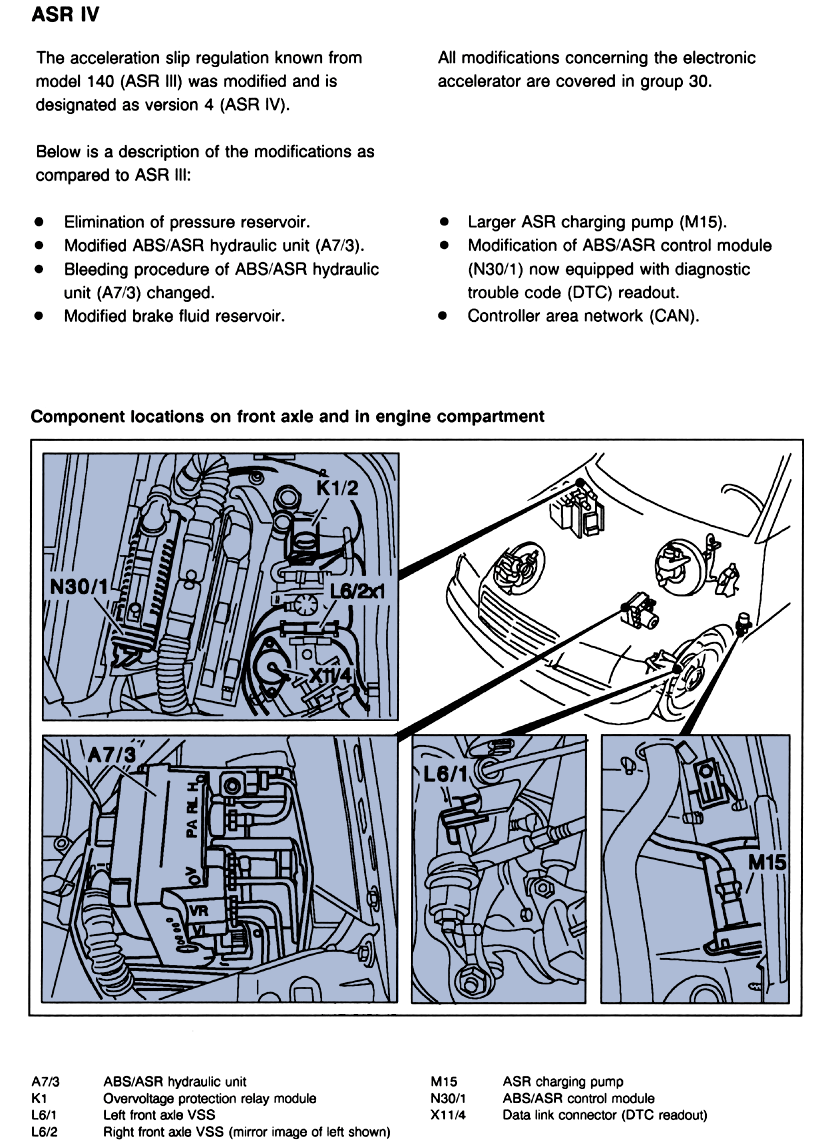 ASR IV
The acceleration slip regulation known from
model 140 (ASR III) was modified and is
designated as version 4 (ASR IV).
All modifications concerning the electronic
accelerator are covered in group 30.
Below is a description of the modifications as
compared to ASR III:
● Elimination of pressure reservoir.
● Modified ABS/ASR hydraulic unit (A7/3).
● Bleeding procedure of ABS/ASR hydraulic
unit (A7/3) changed.
● Modified brake fluid reservoir.
● Larger ASR charging pump (M15).
● Modification of ABS/ASR control module
(N30/1) now equipped with diagnostic
trouble code (DTC) readout.
● Controller area network (CAN).
Component locations on front axle and in engine compartment
K1/2
N30/1
L6/2x1
X11/4
A7/3
PA RL H
OV
VR
VL
L6/1
M15
A7/3 ABS/ASR hydraulic unit
K1 Overvoltage protection relay module
L6/1 Left front axle VSS
L6/2 Right front axle VSS (mirror image of left shown)
M15 ASR charging pump
N30/1 ABS/ASR control module
X11/4 Data link connector (DTC readout)